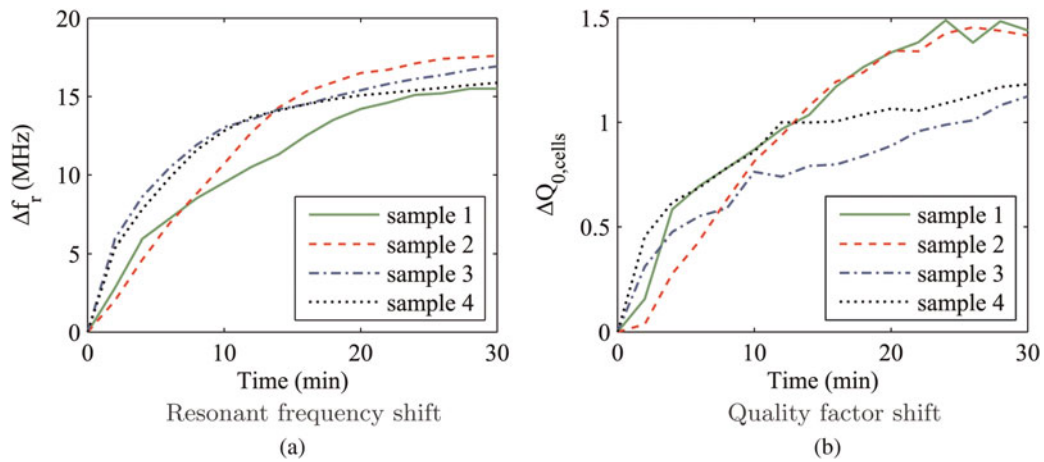 20
15
10
5
0
Δf_r (MHz)
sample 1
sample 2
sample 3
sample 4
0
10
20
30
Time (min)
Resonant frequency shift
(a)
1.5
1
0.5
0
ΔQ_0,cells
sample 1
sample 2
sample 3
sample 4
0
10
20
30
Time (min)
Quality factor shift
(b)